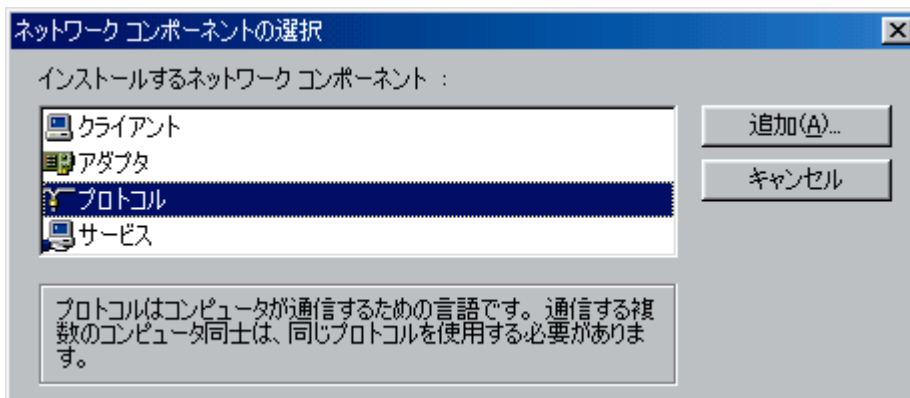 ネットワーク コンポーネントの選択
インストールするネットワーク コンポーネント :
クライアント
アダプタ
プロトコル
サービス
追加(A)...
キャンセル
プロトコルはコンピュータが通信するための言語です。通信する複
数のコンピュータ同士は、同じプロトコルを使用する必要がありま
す。